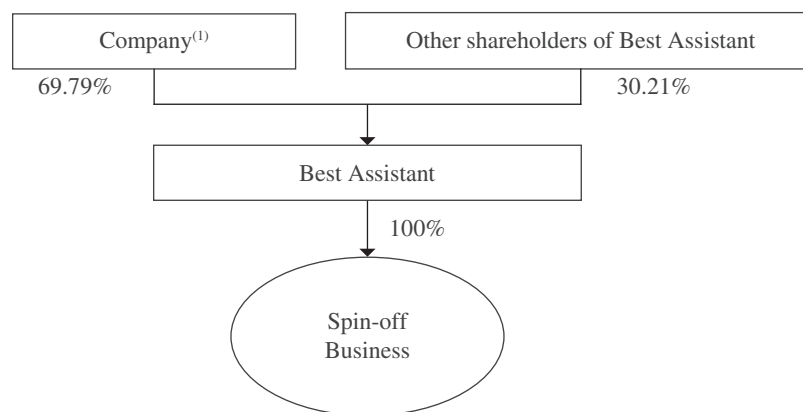 Company(1)
Other shareholders of Best Assistant
69.79%
30.21%
Best Assistant
100%
Spin-off
Business